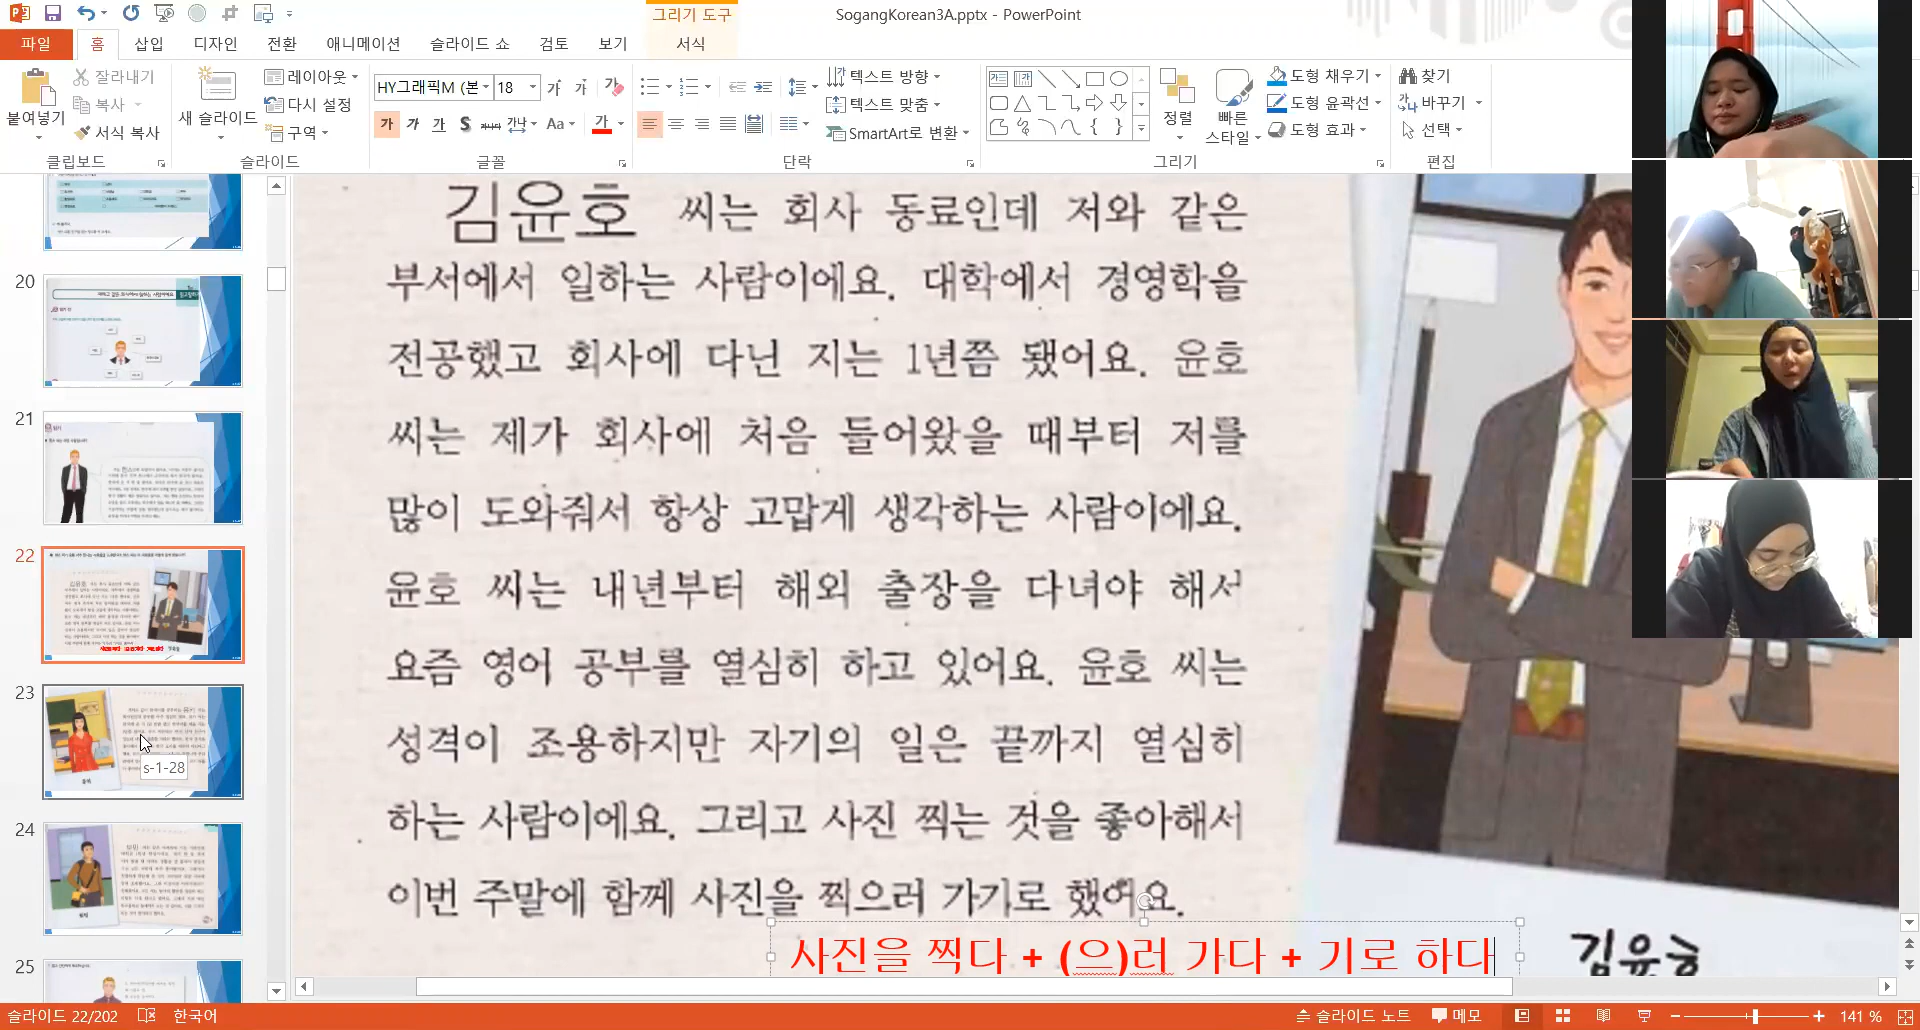 SogangKorean3A.pptx - PowerPoint
그리기 도구
파일 홈 삽입 디자인 전환 애니메이션 슬라이드 쇼 검토 보기 서식
붙여넣기
잘라내기
복사
서식 복사
클립보드
새 슬라이드
레이아웃
다시 설정
구역
슬라이드
HY그래픽M (본 18
가 가 가 S 가나다 간 Aa 가
글꼴
텍스트 방향
텍스트 맞춤
SmartArt로 변환
단락
정렬
빠른 스타일
도형 채우기
도형 윤곽선
도형 효과
그리기
찾기
바꾸기
선택
편집
20
21
22
23
s-1-28
24
25
김윤호 씨는 회사 동료인데 저와 같은
부서에서 일하는 사람이에요. 대학에서 경영학을
전공했고 회사에 다닌 지는 1년쯤 됐어요. 윤호
씨는 제가 회사에 처음 들어왔을 때부터 저를
많이 도와줘서 항상 고맙게 생각하는 사람이에요.
윤호 씨는 내년부터 해외 출장을 다녀야 해서
요즘 영어 공부를 열심히 하고 있어요. 윤호 씨는
성격이 조용하지만 자기의 일은 끝까지 열심히
하는 사람이에요. 그리고 사진 찍는 것을 좋아해서
이번 주말에 함께 사진을 찍으러 가기로 했어요.
사진을 찍다 + (으)러 가다 + 기로 하다
김윤호
슬라이드 22/202 한국어
슬라이드 노트 메모 141 %